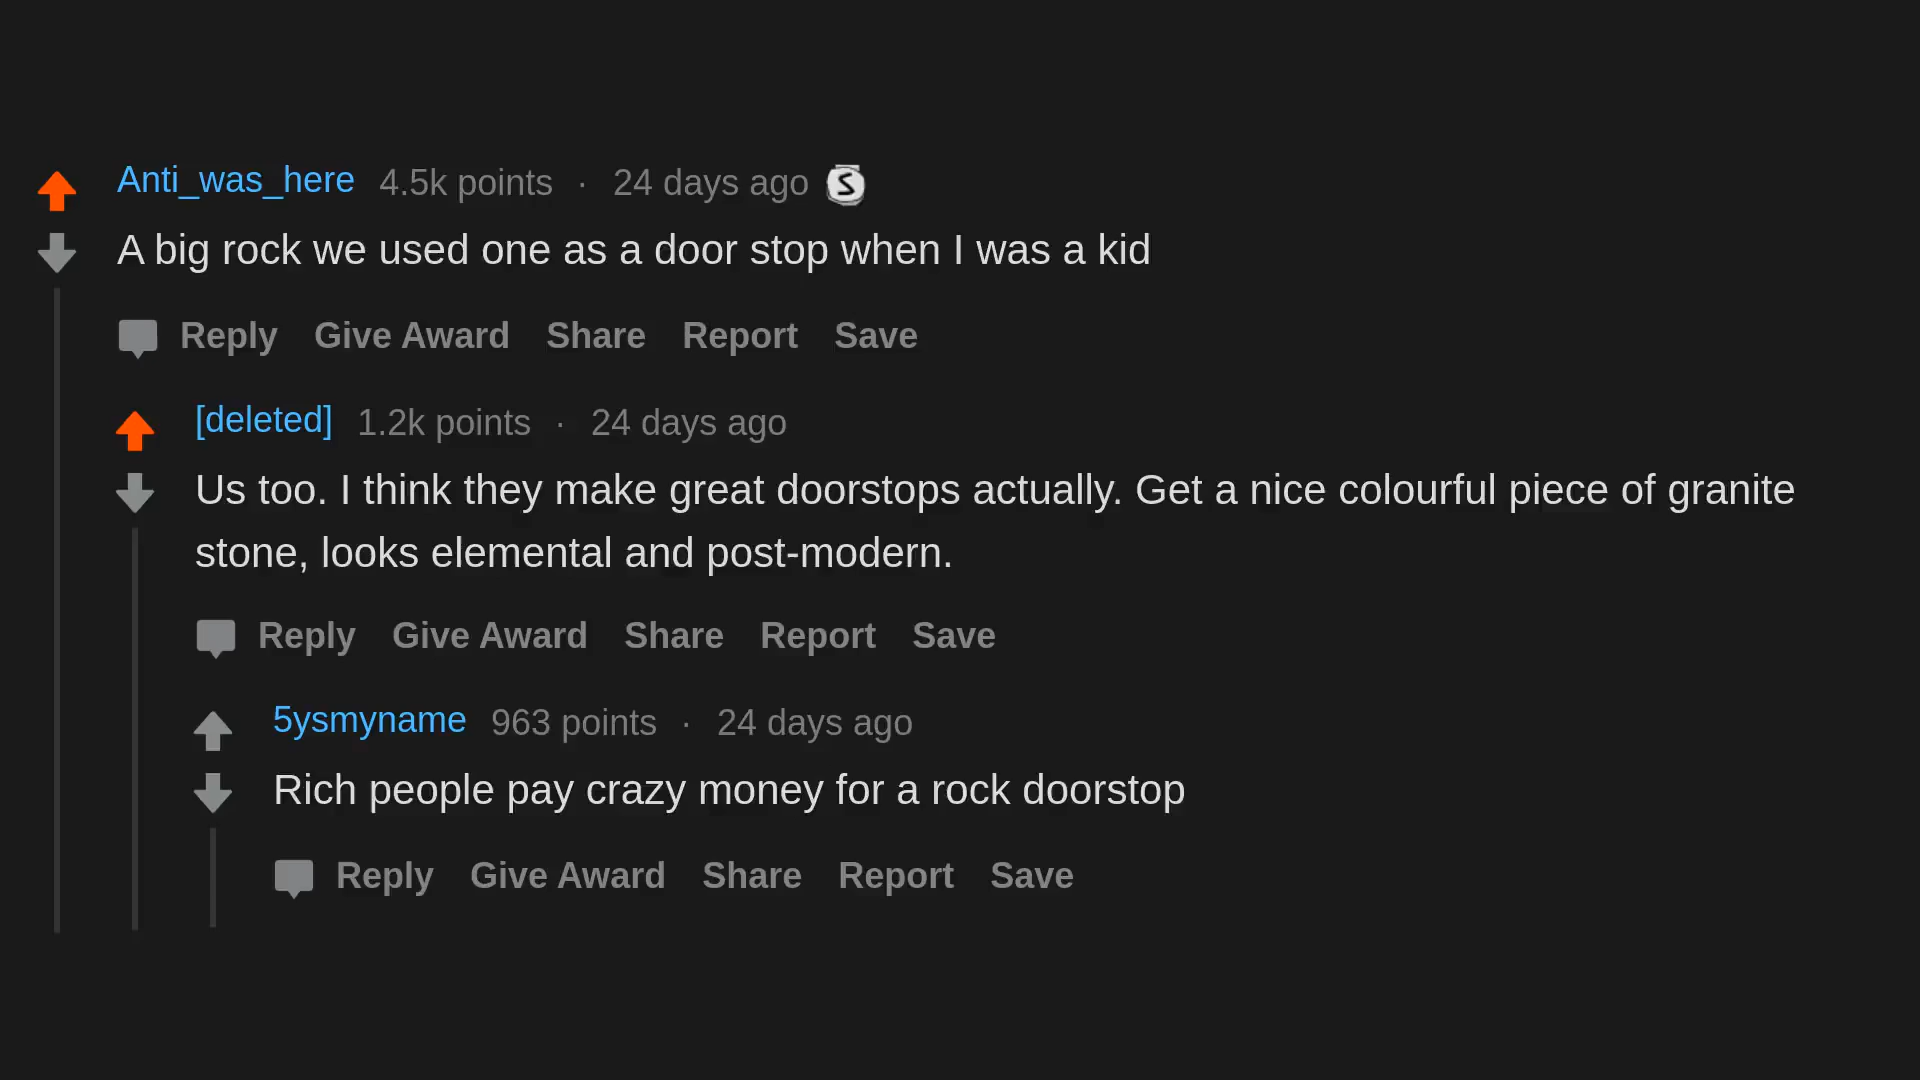 Anti_was_here 4.5k points · 24 days ago S
A big rock we used one as a door stop when I was a kid
Reply Give Award Share Report Save
[deleted] 1.2k points · 24 days ago
Us too. I think they make great doorstops actually. Get a nice colourful piece of granite
stone, looks elemental and post-modern.
Reply Give Award Share Report Save
5ysmyname 963 points · 24 days ago
Rich people pay crazy money for a rock doorstop
Reply Give Award Share Report Save